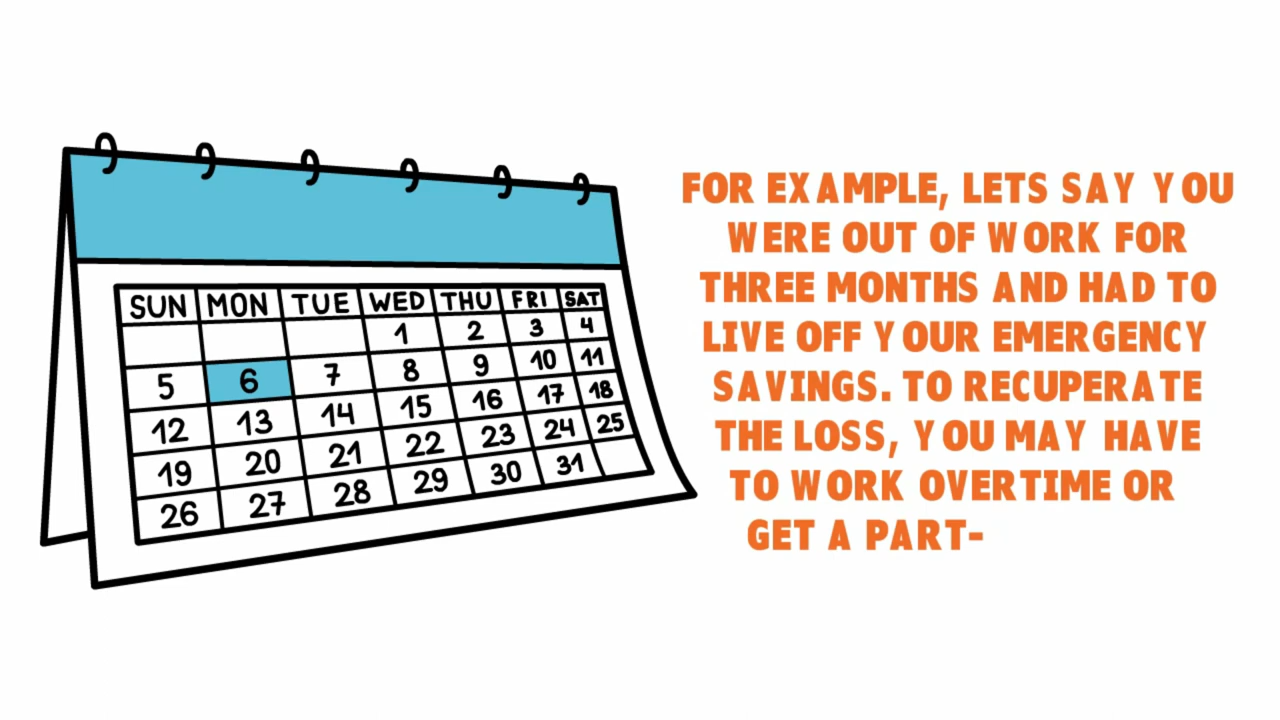 SUN MON TUE WED THU FRI SAT
1 2 3 4
5 6 7 8 9 10 11
12 13 14 15 16 17 18
19 20 21 22 23 24 25
26 27 28 29 30 31
FOR EXAMPLE, LETS SAY YOU
WERE OUT OF WORK FOR
THREE MONTHS AND HAD TO
LIVE OFF YOUR EMERGENCY
SAVINGS. TO RECUPERATE
THE LOSS, YOU MAY HAVE
TO WORK OVERTIME OR
GET A PART-